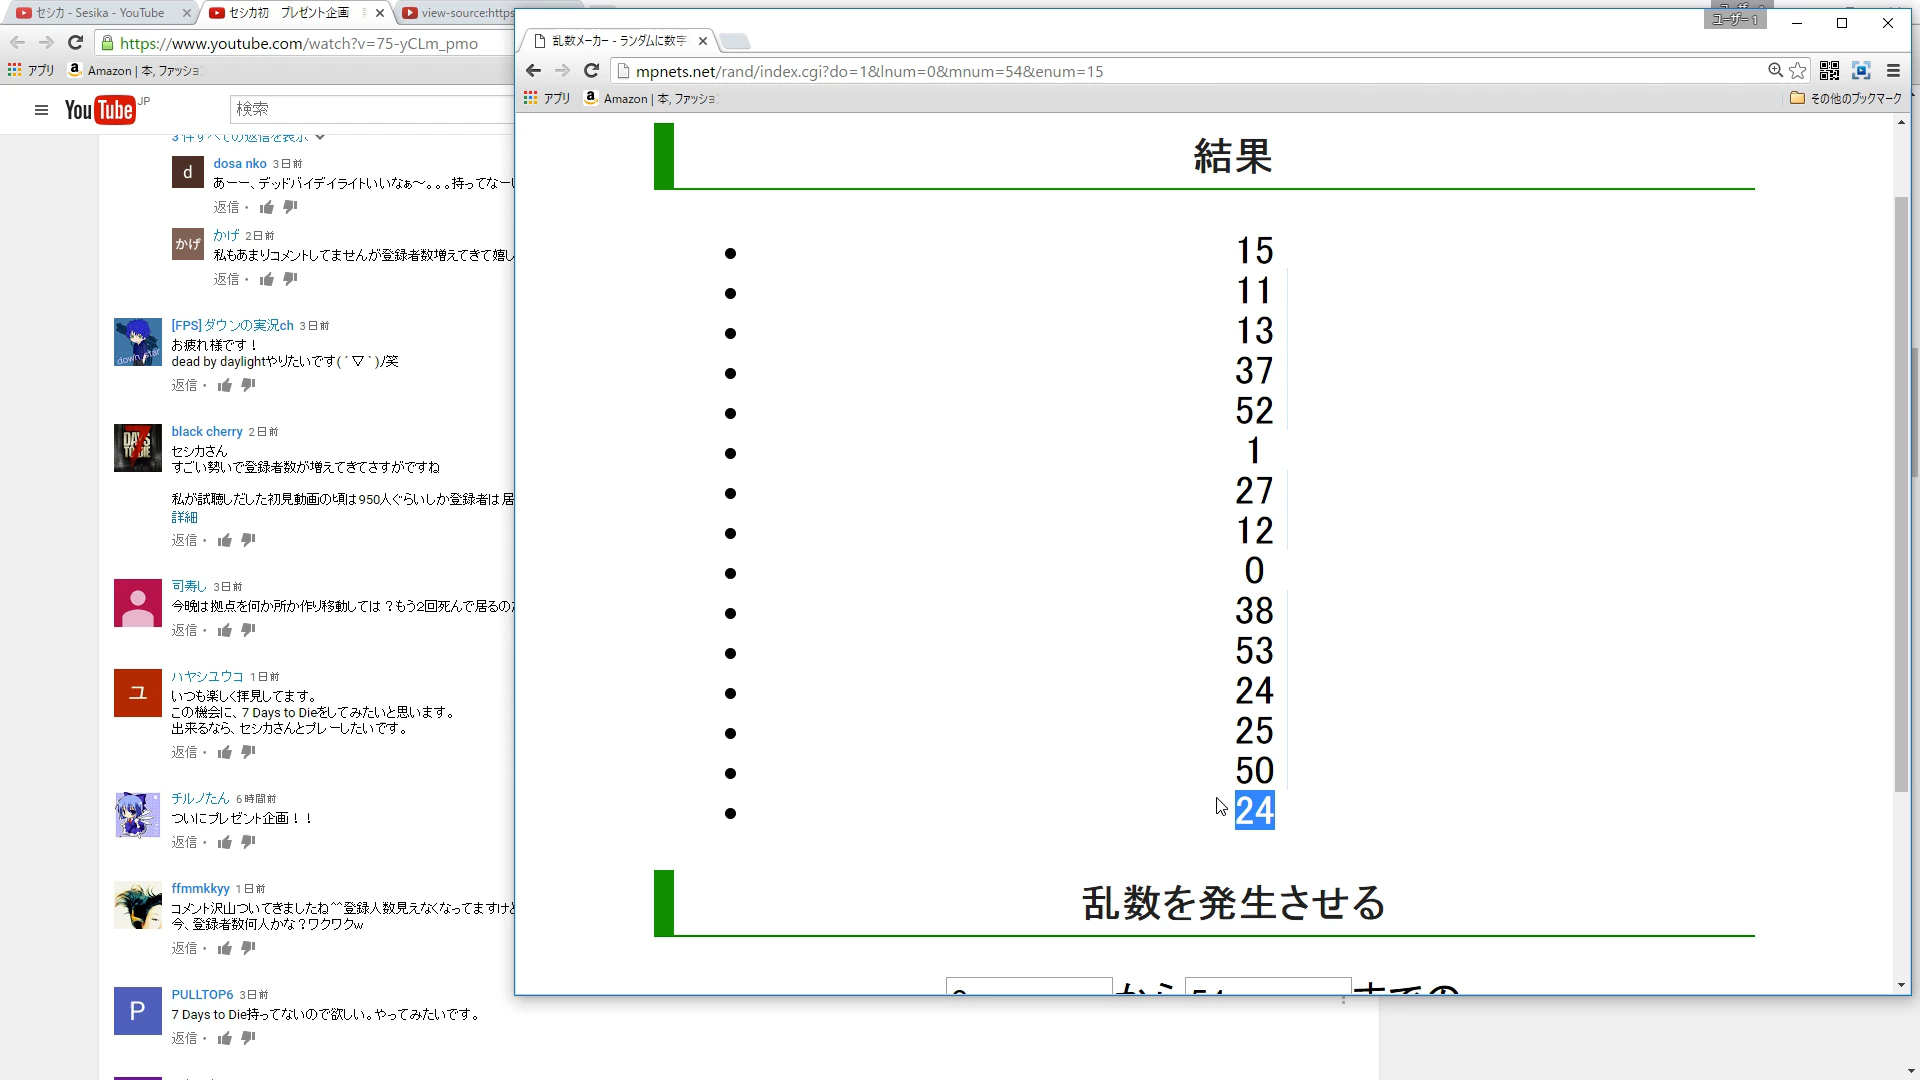 セシカ - Sesika - YouTube
セシカ初 プレゼント企画
view-source:https
https://www.youtube.com/watch?v=75-yCLm_pmo
アプリ
Amazon | 本, ファッショ
YouTube JP
検索
3 件すべての返信を表示
d
dosa nko 3日前
あーー、デッドバイデイライトいいなぁ～。。。持ってなー
返信・
かげ
かげ 2日前
私もあまりコメントしてませんが登録者数増えてきて嬉し
返信・
[FPS]ダウンの実況ch 3日前
お疲れ様です！
dead by daylightやりたいです(´▽`)/笑
返信・
black cherry 2日前
セシカさん
すごい勢いで登録者数が増えてきてさすがですね
私が試聴しだした初見動画の頃は950人ぐらいしか登録者は居
詳細
返信・
司寿し 3日前
今晩は拠点を何か所か作り移動しては？もう2回死んで居るの
返信・
ユ
ハヤシユウコ 1日前
いつも楽しく拝見してます。
この機会に、7 Days to Dieをしてみたいと思います。
出来るなら、セシカさんとプレーしたいです。
返信・
チルノたん 6時間前
ついにプレゼント企画！！
返信・
ffmmkkyy 1日前
コメント沢山ついてきましたね^^登録人数見えなくなってますけど
今、登録者数何人かな？ワクワクw
返信・
P
PULLTOP6 3日前
7 Days to Die持ってないので欲しい。やってみたいです。
返信・
ユーザー 1
乱数メーカー - ランダムに数字
mpnets.net/rand/index.cgi?do=1&lnum=0&mnum=54&enum=15
アプリ
Amazon | 本, ファッショ
その他のブックマーク
結果
15
11
13
37
52
1
27
12
0
38
53
24
25
50
24
乱数を発生させる
0 から 54 までの